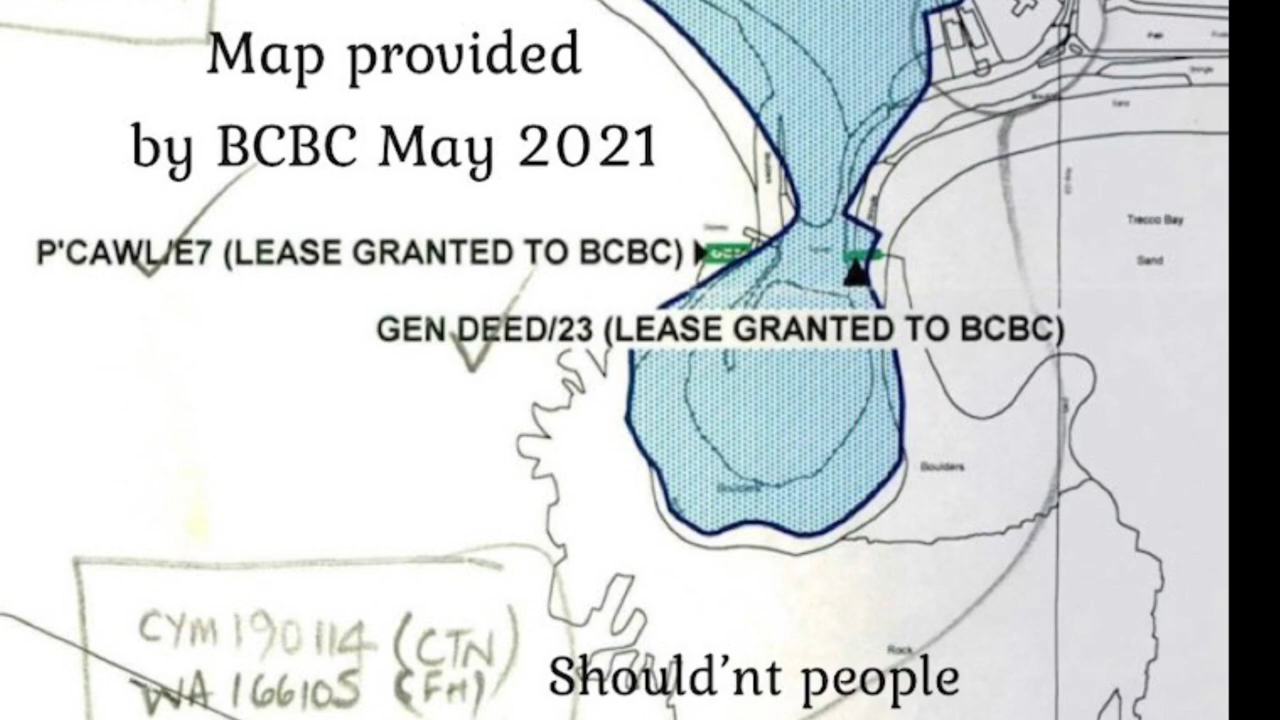 Map provided
by BCBC May 2021
P'CAWL/E7 (LEASE GRANTED TO BCBC)
Trecco Bay
Sand
GEN DEED/23 (LEASE GRANTED TO BCBC)
Boulders
Boulders
CYM 190114 (CTN)
WA 166105 (FH)
Rock
Should'nt people